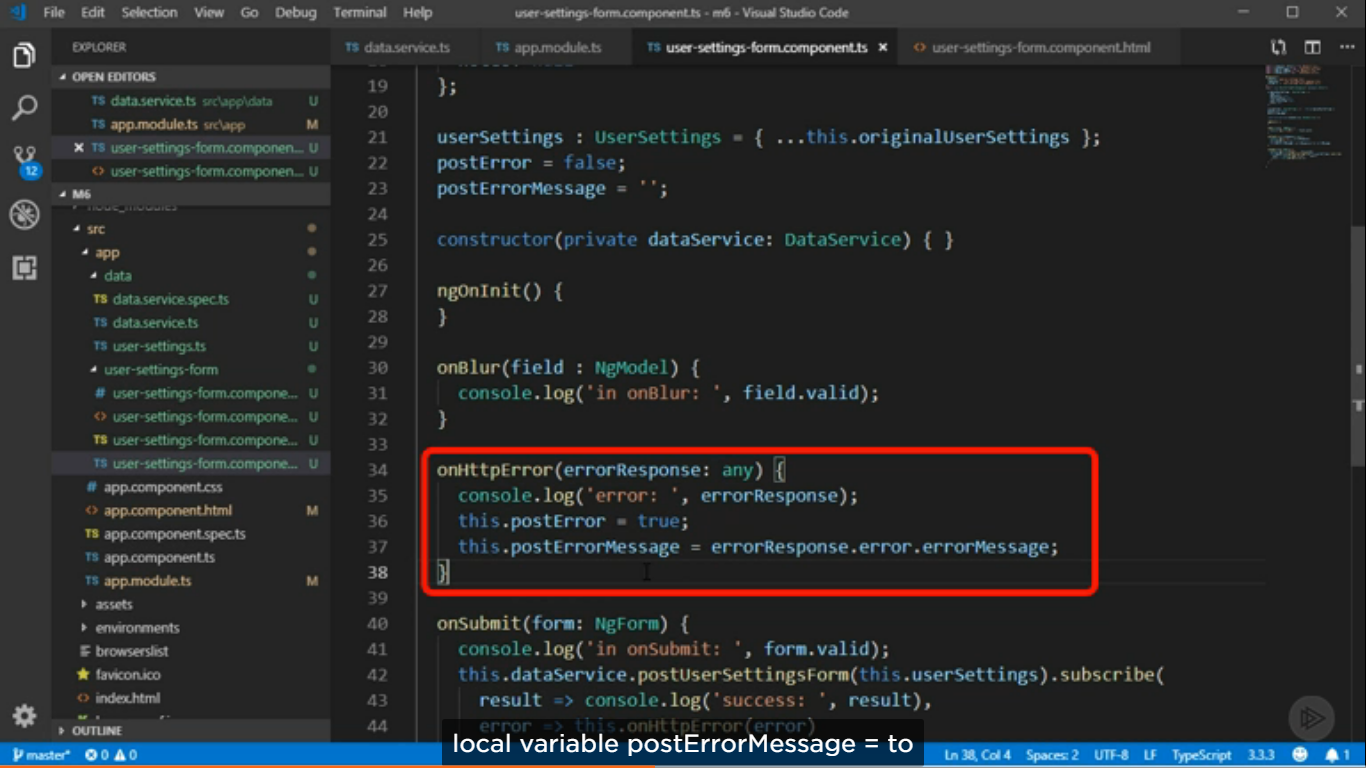 File Edit Selection View Go Debug Terminal Help
user-settings-form.component.ts - m6 - Visual Studio Code
EXPLORER
OPEN EDITORS
TS data.service.ts src\app\data U
TS app.module.ts src\app M
TS user-settings-form.componen... U
<> user-settings-form.componen... U
M6
node_modules
src
app
data
TS data.service.spec.ts U
TS data.service.ts U
TS user-settings.ts U
user-settings-form
# user-settings-form.compone... U
<> user-settings-form.compone... U
TS user-settings-form.compone... U
TS user-settings-form.compone... U
# app.component.css
<> app.component.html M
TS app.component.spec.ts
TS app.component.ts
TS app.module.ts M
assets
environments
browserslist
favicon.ico
<> index.html
OUTLINE
12
TS data.service.ts
TS app.module.ts
TS user-settings-form.component.ts ×
<> user-settings-form.component.html
19 };
20
21 userSettings : UserSettings = { ...this.originalUserSettings };
22 postError = false;
23 postErrorMessage = '';
24
25 constructor(private dataService: DataService) { }
26
27 ngOnInit() {
28 }
29
30 onBlur(field : NgModel) {
31 console.log('in onBlur: ', field.valid);
32 }
33
34 onHttpError(errorResponse: any) {
35 console.log('error: ', errorResponse);
36 this.postError = true;
37 this.postErrorMessage = errorResponse.error.errorMessage;
38 }
39
40 onSubmit(form: NgForm) {
41 console.log('in onSubmit: ', form.valid);
42 this.dataService.postUserSettingsForm(this.userSettings).subscribe(
43 result => console.log('success: ', result),
44 error => this.onHttpError(error)
local variable postErrorMessage = to
master* 0 0 Ln 38, Col 4 Spaces: 2 UTF-8 LF TypeScript 3.3.3 1